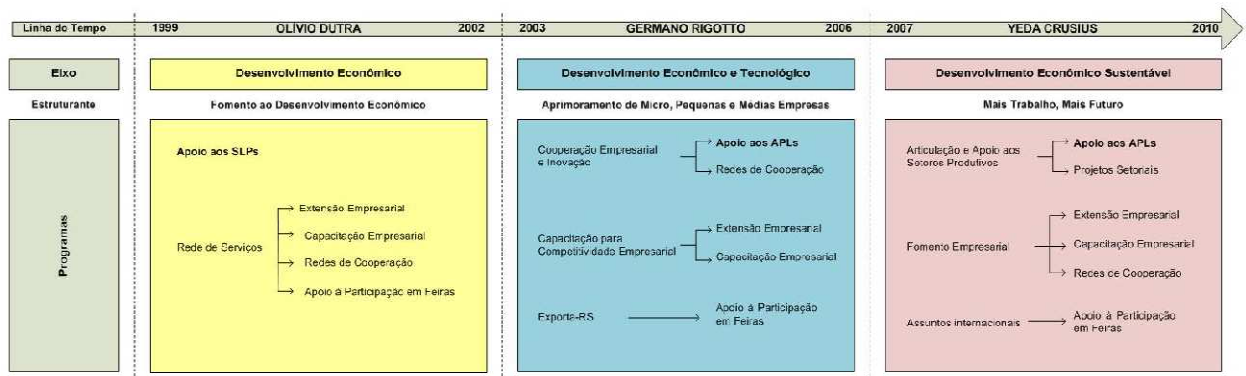 Linha do Tempo 1999 OLÍVIO DUTRA 2002 2003 GERMANO RIGOTTO 2006 2007 YEDA CRUSIUS 2010
Eixo Desenvolvimento Econômico Desenvolvimento Econômico e Tecnológico Desenvolvimento Econômico Sustentável
Estruturante Fomento ao Desenvolvimento Econômico Aprimoramento de Micro, Pequenas e Médias Empresas Mais Trabalho, Mais Futuro
Programas
Apoio aos SLPs
Rede de Serviços
Extensão Empresarial
Capacitação Empresarial
Redes de Cooperação
Apoio à Participação em Feiras
Cooperação Empresarial
e Inovação
Apoio aos APLs
Redes de Cooperação
Capacitação para
Competitividade Empresarial
Extensão Empresarial
Capacitação Empresarial
Exporta-RS
Apoio à Participação
em Feiras
Articulação e Apoio aos
Setores Produtivos
Apoio aos APLs
Projetos Setoriais
Fomento Empresarial
Extensão Empresarial
Capacitação Empresarial
Redes de Cooperação
Assuntos internacionais
Apoio à Participação
em Feiras